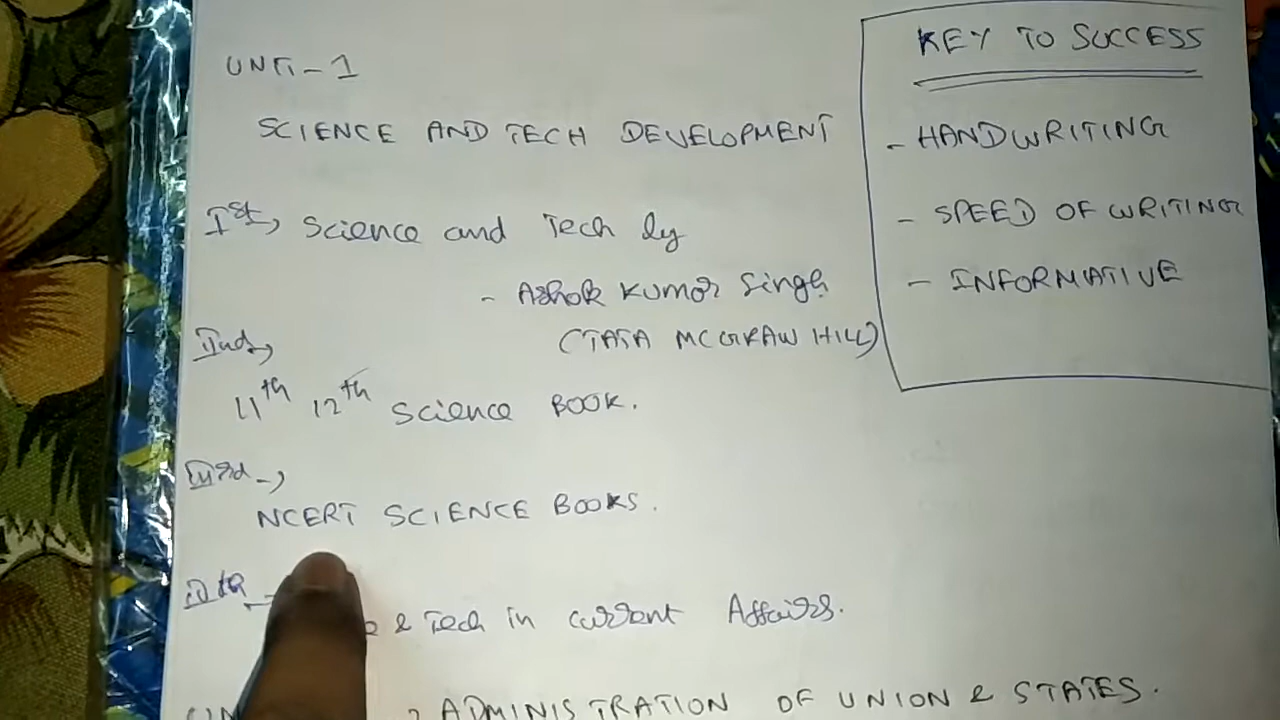 UNTI-1
SCIENCE AND TECH DEVELOPMENT
Ist, Science and Tech by
- Ashok Kumar Singh
(TATA MCGRAW HILL)
IInd,
11th 12th Science BOOK.
IIIrd -,
NCERT SCIENCE BOOKS.
& Tech in current Affairs.
ADMINISTRATION OF UNION & STATES.
KEY TO SUCCESS
- HANDWRITING
- SPEED OF WRITING
- INFORMATIVE